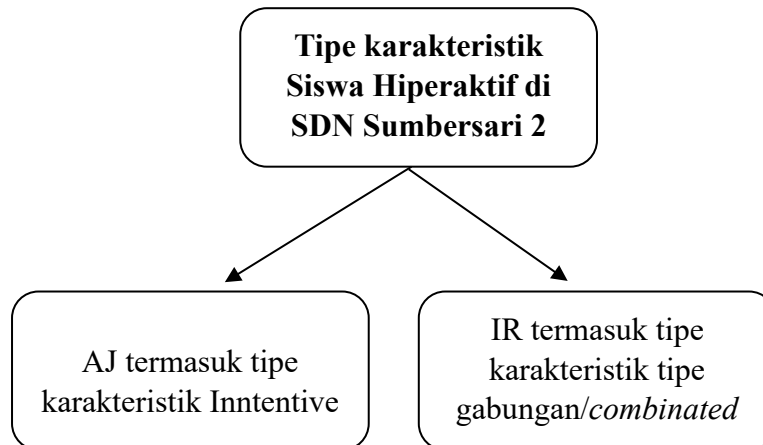 Tipe karakteristik
Siswa Hiperaktif di
SDN Sumbersari 2
AJ termasuk tipe
karakteristik Inntentive
IR termasuk tipe
karakteristik tipe
gabungan/combinated